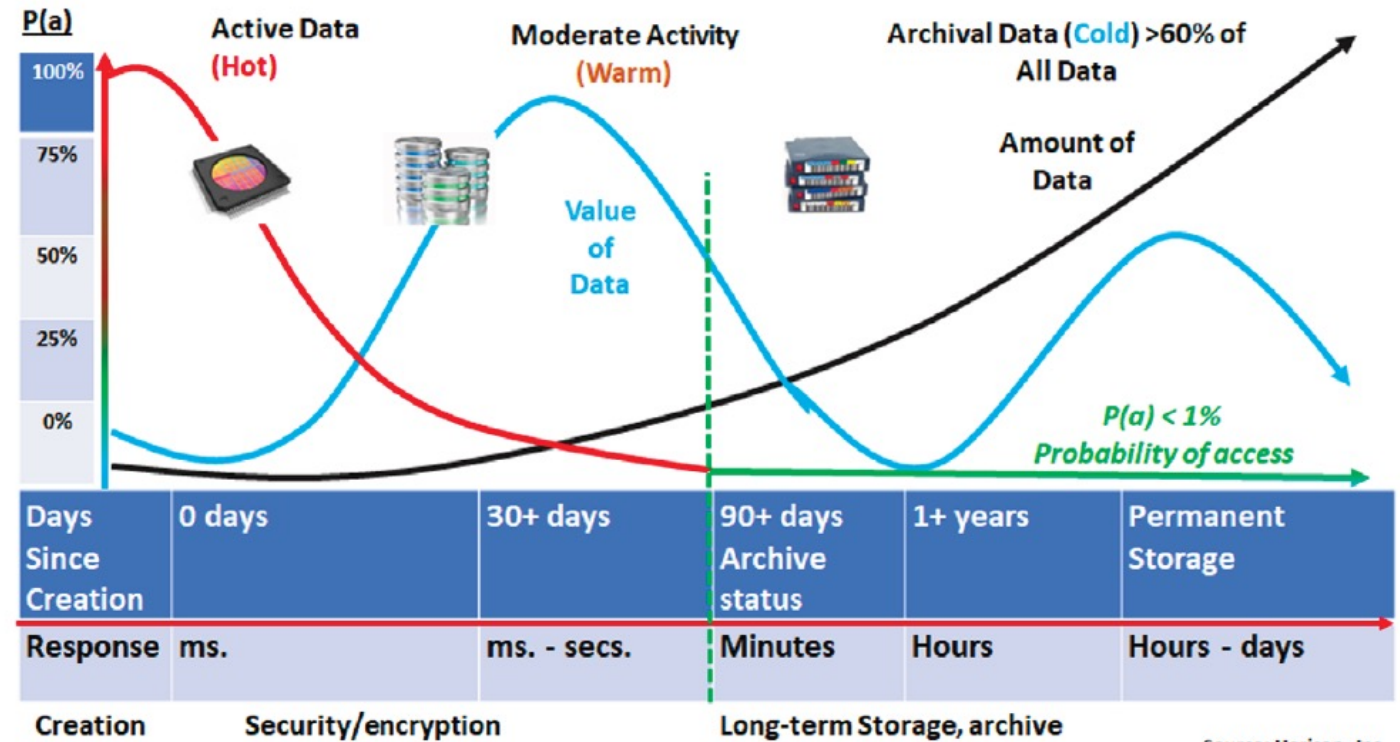 P(a)
Active Data
(Hot)
Moderate Activity
(Warm)
Archival Data (Cold) >60% of
All Data
100%
75%
50%
25%
0%
Amount of
Data
Value
of
Data
P(a) < 1%
Probability of access
Days
Since
Creation
0 days
30+ days
90+ days
Archive
status
1+ years
Permanent
Storage
Response
ms.
ms. - secs.
Minutes
Hours
Hours - days
Creation
Security/encryption
Long-term Storage, archive